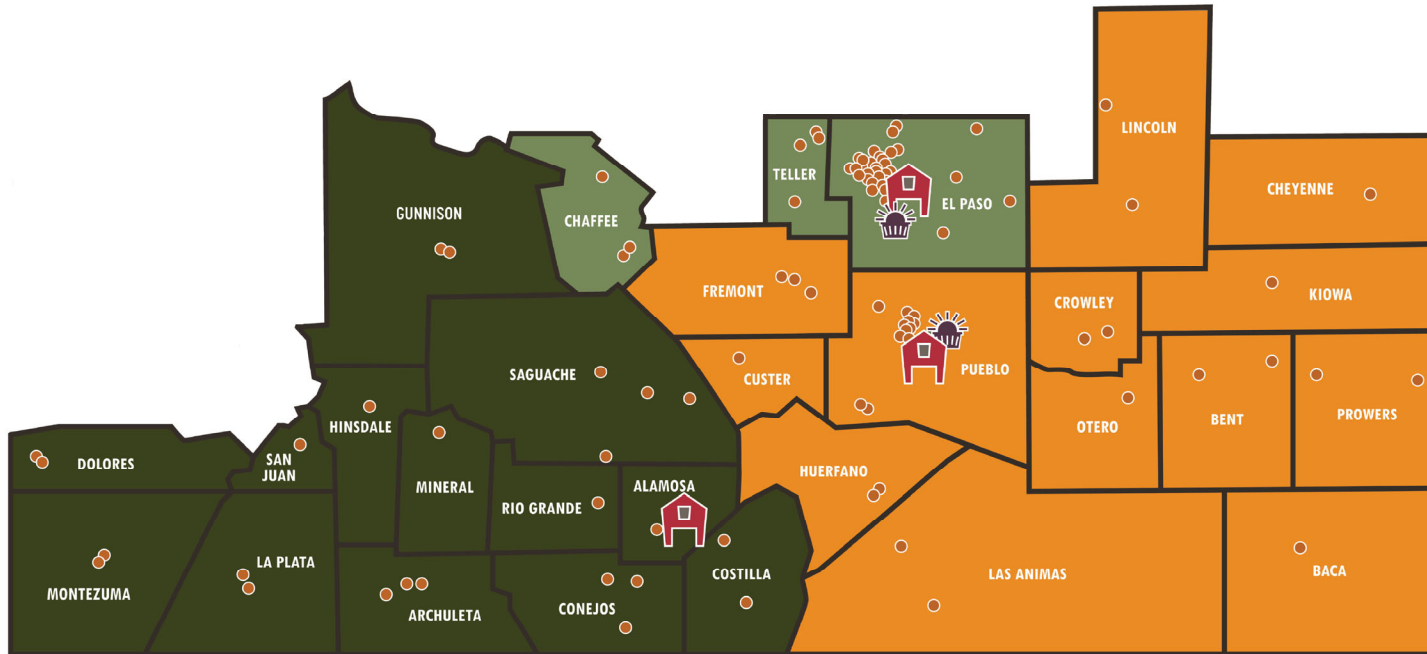 LINCOLN
TELLER
CHEYENNE
EL PASO
GUNNISON
CHAFFEE
FREMONT
CROWLEY
KIOWA
SAGUACHE
CUSTER
PUEBLO
HINSDALE
OTERO
BENT
PROWERS
DOLORES
SAN
JUAN
MINERAL
HUERFANO
ALAMOSA
RIO GRANDE
LA PLATA
COSTILLA
LAS ANIMAS
BACA
MONTEZUMA
ARCHULETA
CONEJOS